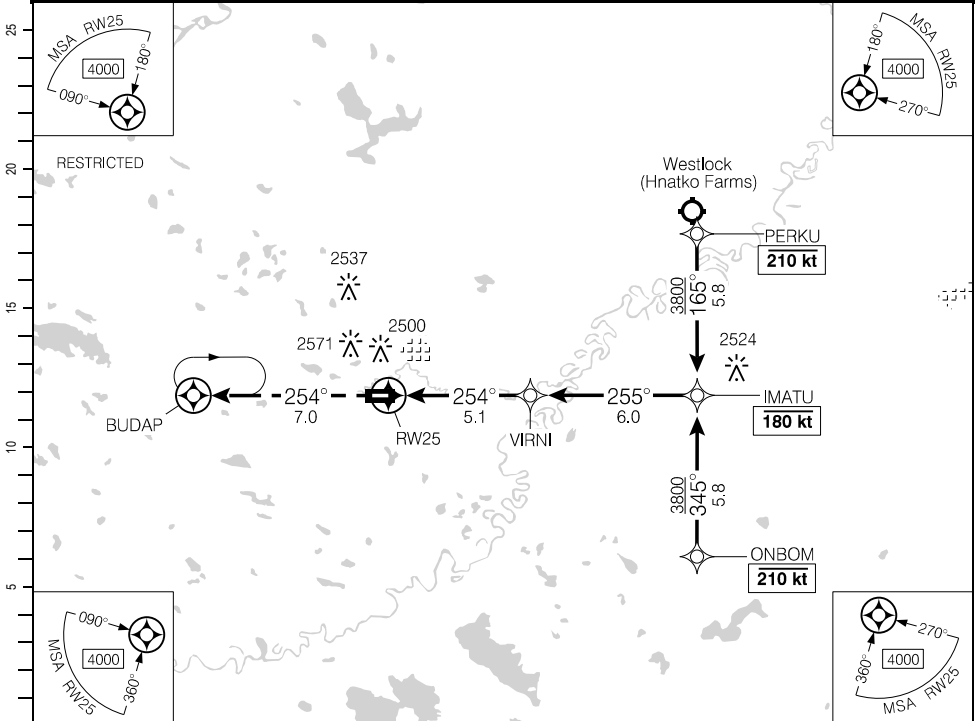 25
MSA RW25
4000
180°
090°
RESTRICTED
20
15
10
5
MSA RW25
4000
180°
270°
Westlock
(Hnatko Farms)
PERKU
210 kt
3800
165°
5.8
2537
2571
2500
2524
BUDAP
254°
7.0
RW25
254°
5.1
VIRNI
255°
6.0
IMATU
180 kt
3800
345°
5.8
ONBOM
210 kt
090°
4000
360°
MSA RW25
270°
4000
360°
MSA RW25